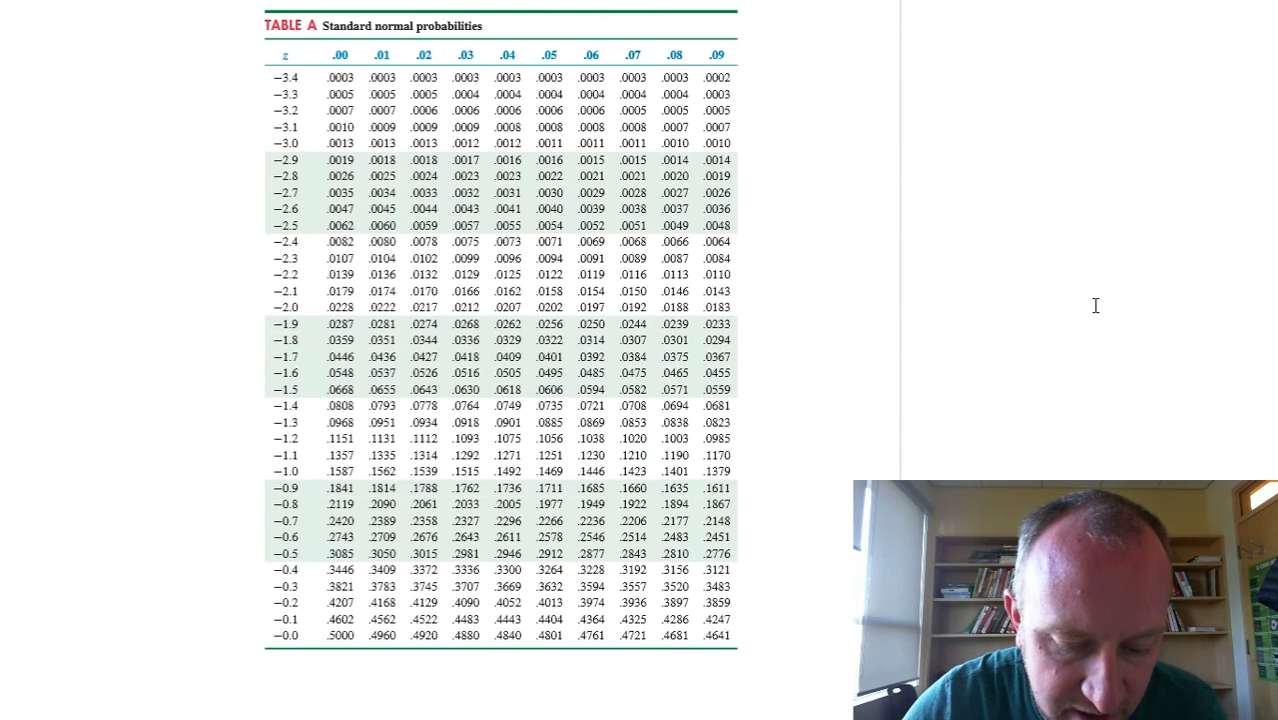 TABLE A Standard normal probabilities
z .00 .01 .02 .03 .04 .05 .06 .07 .08 .09
−3.4 .0003 .0003 .0003 .0003 .0003 .0003 .0003 .0003 .0003 .0002
−3.3 .0005 .0005 .0005 .0004 .0004 .0004 .0004 .0004 .0004 .0003
−3.2 .0007 .0007 .0006 .0006 .0006 .0006 .0006 .0005 .0005 .0005
−3.1 .0010 .0009 .0009 .0009 .0008 .0008 .0008 .0008 .0007 .0007
−3.0 .0013 .0013 .0013 .0012 .0012 .0011 .0011 .0011 .0010 .0010
−2.9 .0019 .0018 .0018 .0017 .0016 .0016 .0015 .0015 .0014 .0014
−2.8 .0026 .0025 .0024 .0023 .0023 .0022 .0021 .0021 .0020 .0019
−2.7 .0035 .0034 .0033 .0032 .0031 .0030 .0029 .0028 .0027 .0026
−2.6 .0047 .0045 .0044 .0043 .0041 .0040 .0039 .0038 .0037 .0036
−2.5 .0062 .0060 .0059 .0057 .0055 .0054 .0052 .0051 .0049 .0048
−2.4 .0082 .0080 .0078 .0075 .0073 .0071 .0069 .0068 .0066 .0064
−2.3 .0107 .0104 .0102 .0099 .0096 .0094 .0091 .0089 .0087 .0084
−2.2 .0139 .0136 .0132 .0129 .0125 .0122 .0119 .0116 .0113 .0110
−2.1 .0179 .0174 .0170 .0166 .0162 .0158 .0154 .0150 .0146 .0143
−2.0 .0228 .0222 .0217 .0212 .0207 .0202 .0197 .0192 .0188 .0183
−1.9 .0287 .0281 .0274 .0268 .0262 .0256 .0250 .0244 .0239 .0233
−1.8 .0359 .0351 .0344 .0336 .0329 .0322 .0314 .0307 .0301 .0294
−1.7 .0446 .0436 .0427 .0418 .0409 .0401 .0392 .0384 .0375 .0367
−1.6 .0548 .0537 .0526 .0516 .0505 .0495 .0485 .0475 .0465 .0455
−1.5 .0668 .0655 .0643 .0630 .0618 .0606 .0594 .0582 .0571 .0559
−1.4 .0808 .0793 .0778 .0764 .0749 .0735 .0721 .0708 .0694 .0681
−1.3 .0968 .0951 .0934 .0918 .0901 .0885 .0869 .0853 .0838 .0823
−1.2 .1151 .1131 .1112 .1093 .1075 .1056 .1038 .1020 .1003 .0985
−1.1 .1357 .1335 .1314 .1292 .1271 .1251 .1230 .1210 .1190 .1170
−1.0 .1587 .1562 .1539 .1515 .1492 .1469 .1446 .1423 .1401 .1379
−0.9 .1841 .1814 .1788 .1762 .1736 .1711 .1685 .1660 .1635 .1611
−0.8 .2119 .2090 .2061 .2033 .2005 .1977 .1949 .1922 .1894 .1867
−0.7 .2420 .2389 .2358 .2327 .2296 .2266 .2236 .2206 .2177 .2148
−0.6 .2743 .2709 .2676 .2643 .2611 .2578 .2546 .2514 .2483 .2451
−0.5 .3085 .3050 .3015 .2981 .2946 .2912 .2877 .2843 .2810 .2776
−0.4 .3446 .3409 .3372 .3336 .3300 .3264 .3228 .3192 .3156 .3121
−0.3 .3821 .3783 .3745 .3707 .3669 .3632 .3594 .3557 .3520 .3483
−0.2 .4207 .4168 .4129 .4090 .4052 .4013 .3974 .3936 .3897 .3859
−0.1 .4602 .4562 .4522 .4483 .4443 .4404 .4364 .4325 .4286 .4247
−0.0 .5000 .4960 .4920 .4880 .4840 .4801 .4761 .4721 .4681 .4641